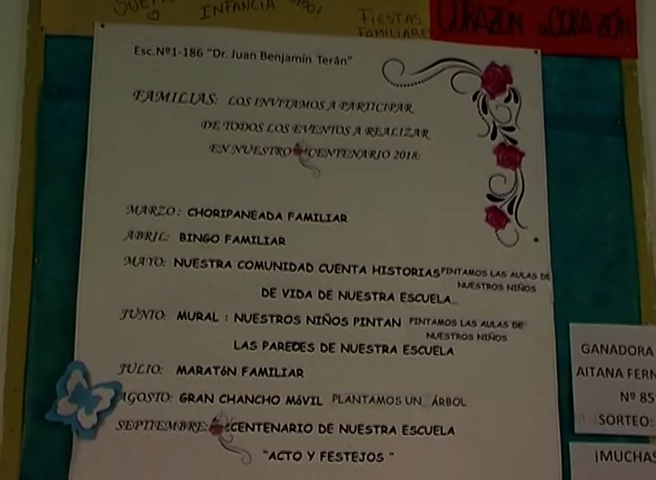 INFANCIA
FIESTAS
FAMILIARES
CORAZÓN a CORAZÓN
Esc.Nº1-186 "Dr. Juan Benjamín Terán"
FAMILIAS: LOS INVITAMOS A PARTICIPAR
DE TODOS LOS EVENTOS A REALIZAR
EN NUESTRO CENTENARIO 2018:
MARZO: CHORIPANEADA FAMILIAR
ABRIL: BINGO FAMILIAR
MAYO: NUESTRA COMUNIDAD CUENTA HISTORIAS PINTAMOS LAS AULAS DE
NUESTROS NIÑOS
DE VIDA DE NUESTRA ESCUELA...
JUNIO: MURAL : NUESTROS NIÑOS PINTAN PINTAMOS LAS AULAS DE
NUESTROS NIÑOS
LAS PAREDES DE NUESTRA ESCUELA
JULIO: MARATóN FAMILIAR
AGOSTO: GRAN CHANCHO MóVIL PLANTAMOS UN ÁRBOL
SEPTIEMBRE: CENTENARIO DE NUESTRA ESCUELA
"ACTO Y FESTEJOS "
GANADORA
AITANA FERN
Nº 85
SORTEO:
¡MUCHAS